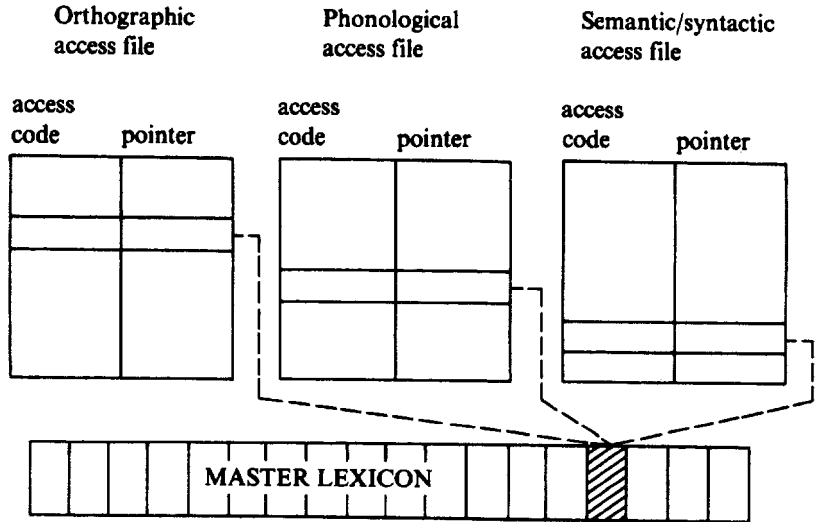 Orthographic
access file
Phonological
access file
Semantic/syntactic
access file
access
code pointer
access
code pointer
access
code pointer
MASTER LEXICON